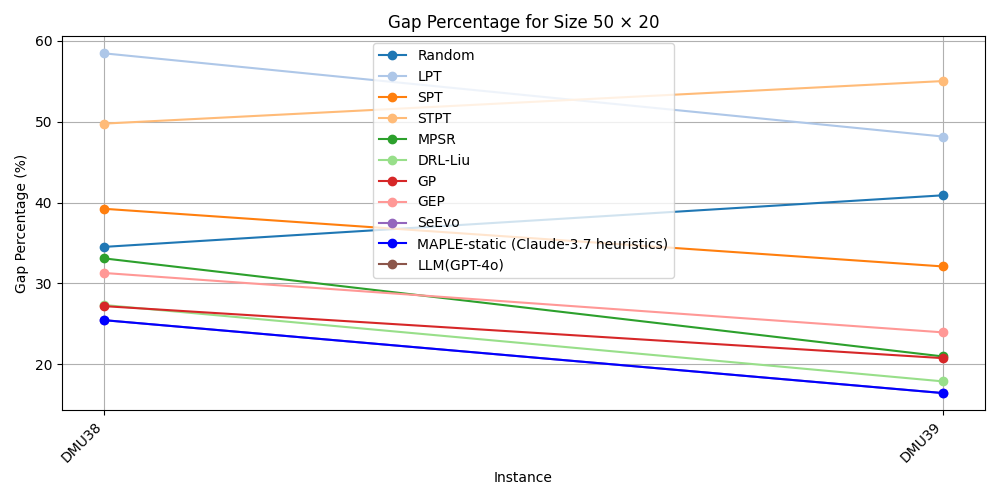 Gap Percentage for Size 50 × 20
Gap Percentage (%)
60
50
40
30
20
Random
LPT
SPT
STPT
MPSR
DRL-Liu
GP
GEP
SeEvo
MAPLE-static (Claude-3.7 heuristics)
LLM(GPT-4o)
DMU38
DMU39
Instance